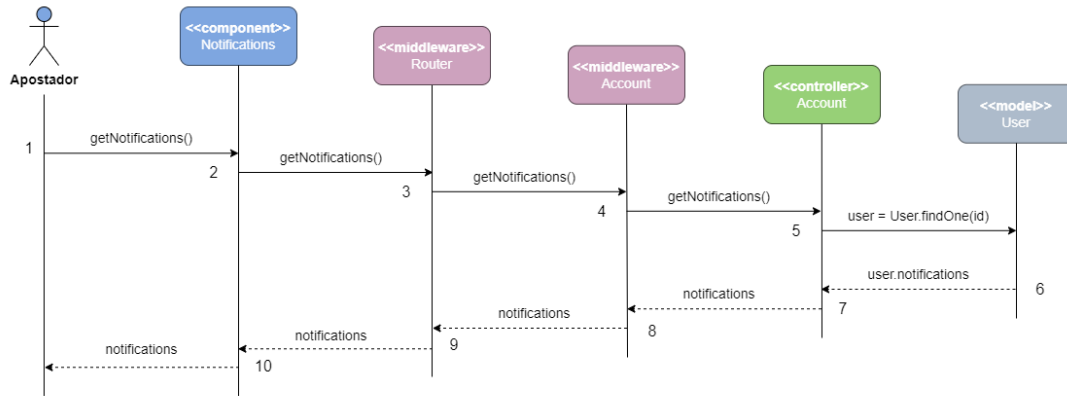 <<component>>
Notifications
<<middleware>>
Router
<<middleware>>
Account
<<controller>>
Account
<<model>>
User
Apostador
1
getNotifications()
2
getNotifications()
3
getNotifications()
4
getNotifications()
5
user = User.findOne(id)
user.notifications
6
notifications
7
notifications
8
notifications
9
notifications
10